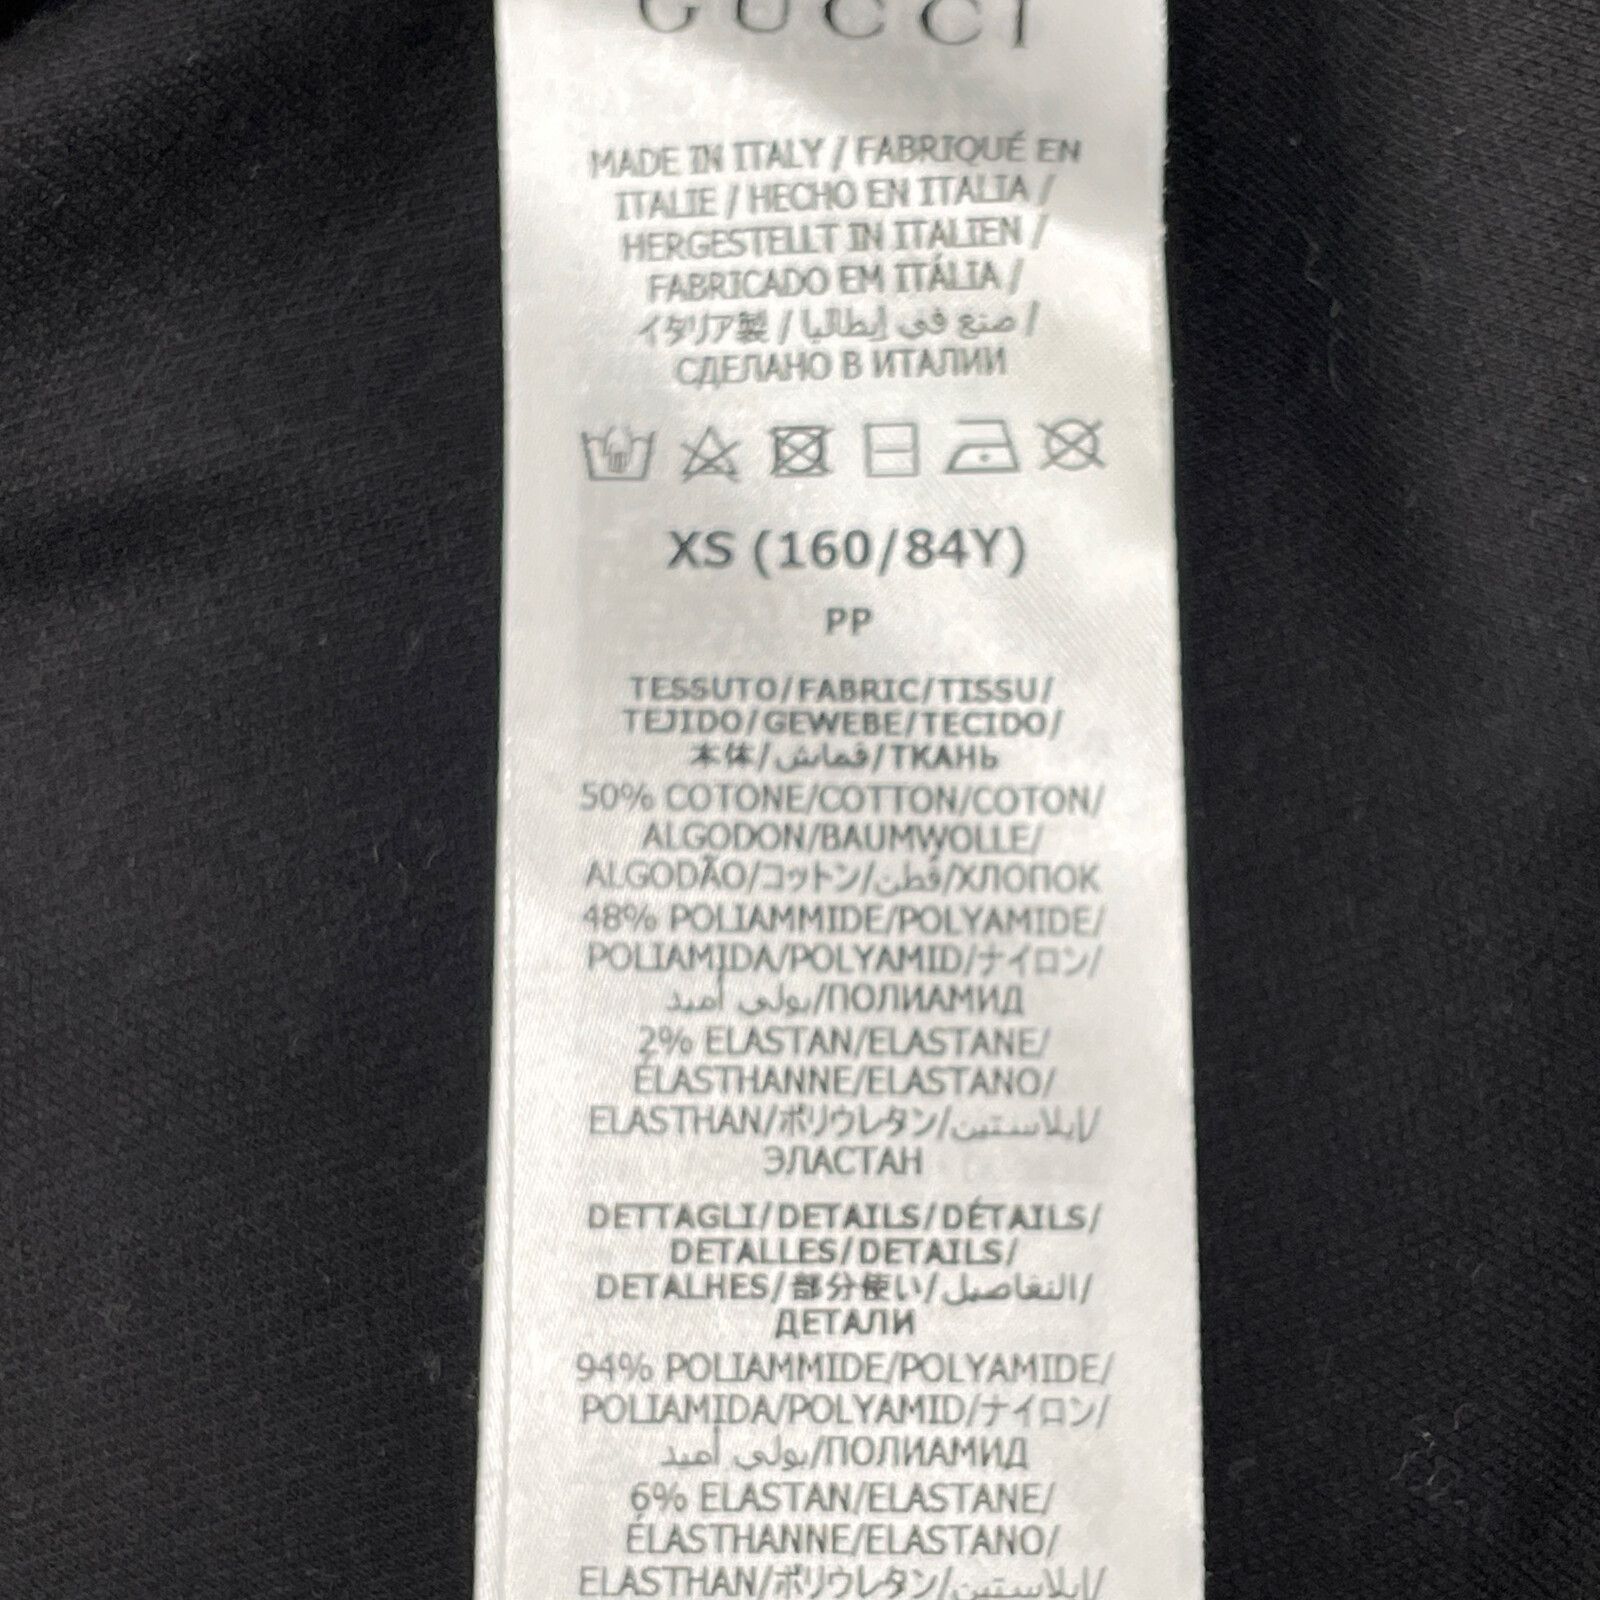 GUCCI
MADE IN ITALY / FABRIQUÉ EN
ITALIE / HECHO EN ITALIA /
HERGESTELLT IN ITALIEN /
FABRICADO EM ITÁLIA /
イタリア製 / صنع في إيطاليا /
СДЕЛАНО В ИТАЛИИ
XS (160/84Y)
PP
TESSUTO/FABRIC/TISSU/
TEJIDO/GEWEBE/TECIDO/
本体/قماش/ТКАНЬ
50% COTONE/COTTON/COTON/
ALGODON/BAUMWOLLE/
ALGODÃO/コットン/قطن/ХЛОПОК
48% POLIAMMIDE/POLYAMIDE/
POLIAMIDA/POLYAMID/ナイロン/
بولي أميد/ПОЛИАМИД
2% ELASTAN/ELASTANE/
ÉLASTHANNE/ELASTANO/
ELASTHAN/ポリウレタン/إيلاستين/
ЭЛАСТАН
DETTAGLI/DETAILS/DÉTAILS/
DETALLES/DETAILS/
DETALHES/部分使い/التفاصيل/
ДЕТАЛИ
94% POLIAMMIDE/POLYAMIDE/
POLIAMIDA/POLYAMID/ナイロン/
بولي أميد/ПОЛИАМИД
6% ELASTAN/ELASTANE/
ÉLASTHANNE/ELASTANO/
ELASTHAN/ポリウレタン/إيلاستين/